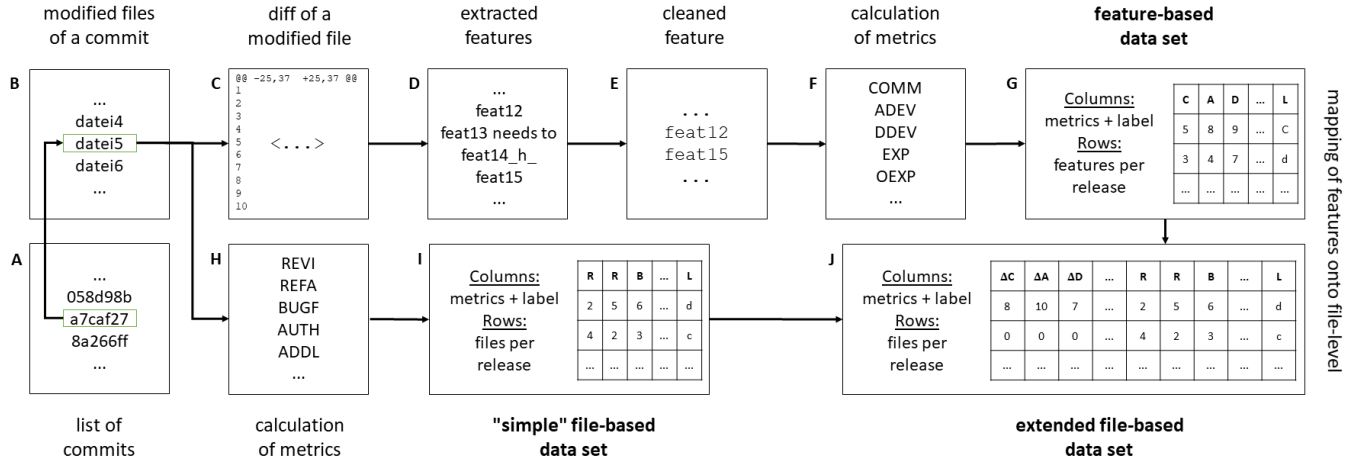 modified files
of a commit
diff of a
modified file
extracted
features
cleaned
feature
calculation
of metrics
feature-based
data set
B
...
datei4
datei5
datei6
...
C
@@ -25,37 +25,37 @@
1
2
3
4
5
6
7
8
9
10
<...>
D
...
feat12
feat13 needs to
feat14_h_
feat15
...
E
...
feat12
feat15
...
F
COMM
ADEV
DDEV
EXP
OEXP
...
G
Columns:
metrics + label
Rows:
features per
release
C A D ... L
5 8 9 ... C
3 4 7 ... d
... ... ... ... ...
mapping of features onto file-level
A
...
058d98b
a7caf27
8a266ff
...
H
REVI
REFA
BUGF
AUTH
ADDL
...
I
Columns:
metrics + label
Rows:
files per
release
R R B ... L
2 5 6 ... d
4 2 3 ... c
... ... ... ... ...
J
Columns:
metrics + label
Rows:
files per
release
ΔC ΔA ΔD ... R R B ... L
8 10 7 ... 2 5 6 ... d
0 0 0 ... 4 2 3 ... c
... ... ... ... ... ... ... ... ...
list of
commits
calculation
of metrics
"simple" file-based
data set
extended file-based
data set